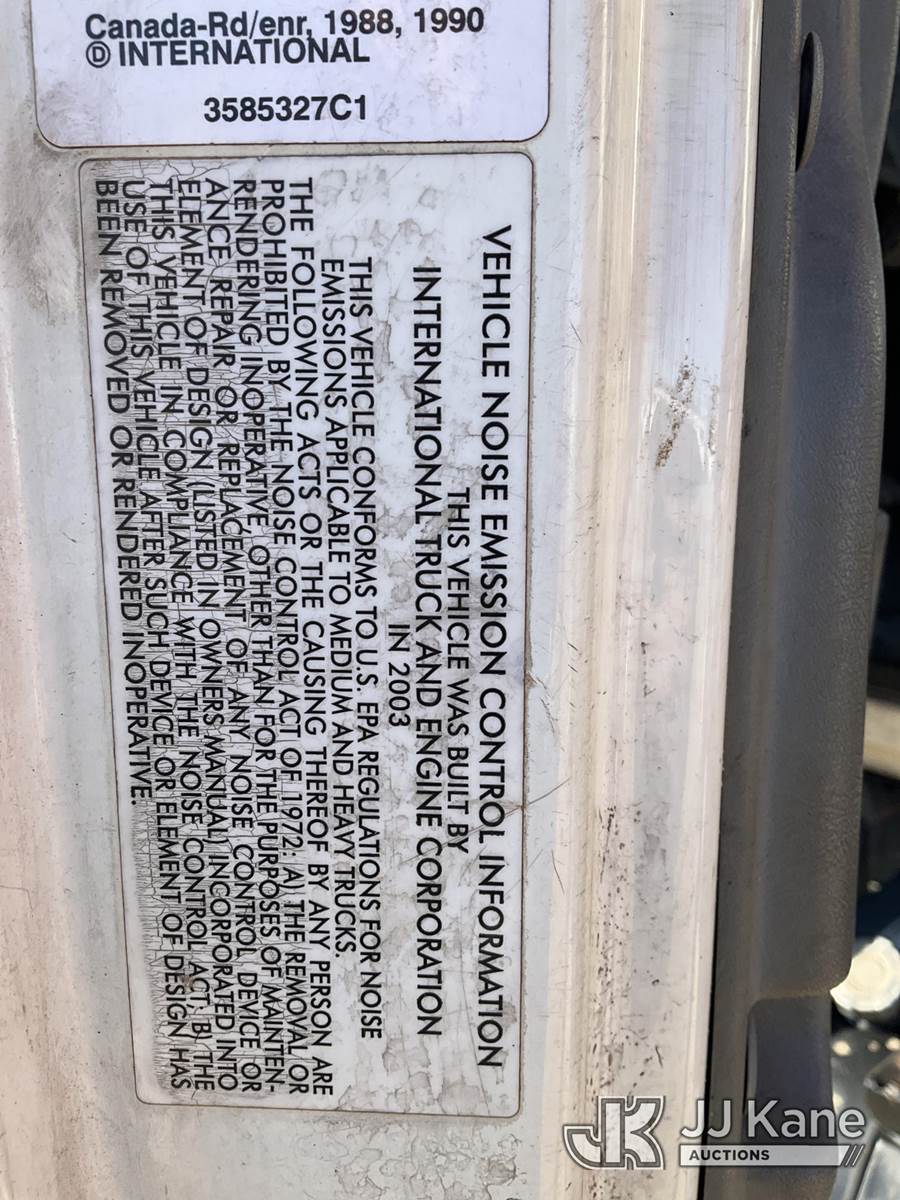 Canada-Rd/enr, 1988, 1990
Ⓓ INTERNATIONAL
3585327C1
VEHICLE NOISE EMISSION CONTROL INFORMATION
THIS VEHICLE WAS BUILT BY
INTERNATIONAL TRUCK AND ENGINE CORPORATION
IN 2003
THIS VEHICLE CONFORMS TO U.S. EPA REGULATIONS FOR NOISE
EMISSIONS APPLICABLE TO MEDIUM AND HEAVY TRUCKS.
THE FOLLOWING ACTS OR THE CAUSING THEREOF BY ANY PERSON ARE
PROHIBITED BY THE NOISE CONTROL ACT OF 1972: A) THE REMOVAL OR
RENDERING INOPERATIVE, OTHER THAN FOR THE PURPOSES OF MAINTEN-
ANCE REPAIR, OR REPLACEMENT, OF ANY NOISE CONTROL DEVICE OR
ELEMENT OF DESIGN (LISTED IN OWNERS MANUAL) INCORPORATED INTO
THIS VEHICLE IN COMPLIANCE WITH THE NOISE CONTROL ACT, B) THE
USE OF THIS VEHICLE AFTER SUCH DEVICE OR ELEMENT OF DESIGN HAS
BEEN REMOVED OR RENDERED INOPERATIVE.
JK JJ Kane
AUCTIONS